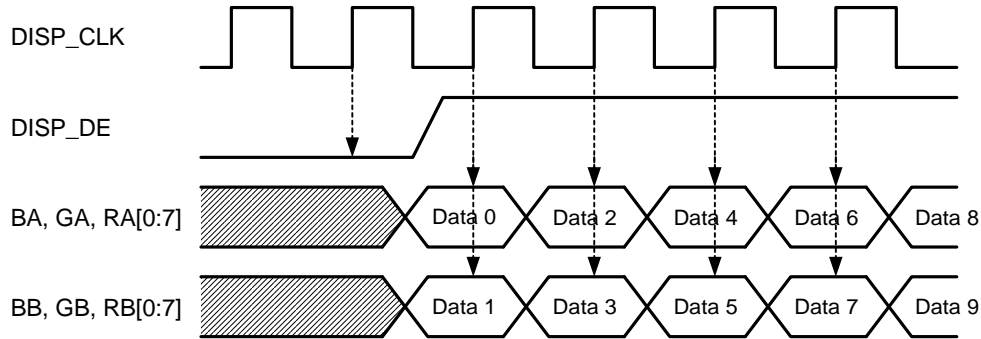 DISP_CLK
DISP_DE
BA, GA, RA[0:7] Data 0 Data 2 Data 4 Data 6 Data 8
BB, GB, RB[0:7] Data 1 Data 3 Data 5 Data 7 Data 9